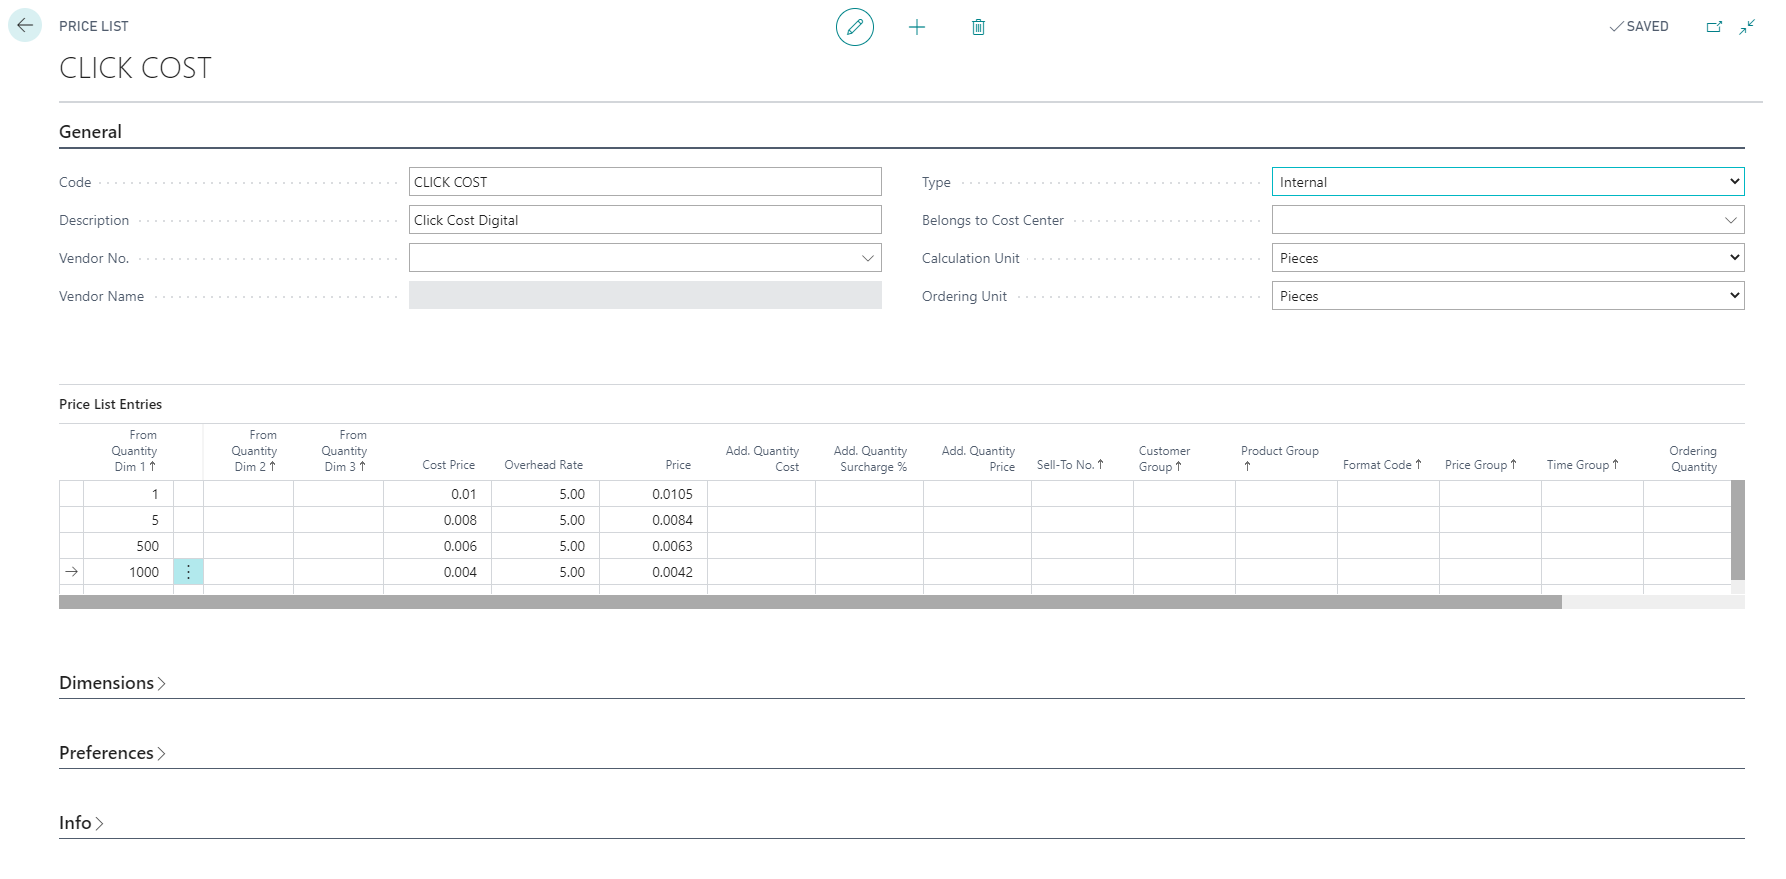 PRICE LIST
SAVED
CLICK COST
General
Code CLICK COST Type Internal
Description Click Cost Digital Belongs to Cost Center
Vendor No. Calculation Unit Pieces
Vendor Name Ordering Unit Pieces
Price List Entries
From Quantity Dim 1↑ From Quantity Dim 2↑ From Quantity Dim 3↑ Cost Price Overhead Rate Price Add. Quantity Cost Add. Quantity Surcharge % Add. Quantity Price Sell-To No.↑ Customer Group↑ Product Group ↑ Format Code↑ Price Group↑ Time Group↑ Ordering Quantity
1 0.01 5.00 0.0105
5 0.008 5.00 0.0084
500 0.006 5.00 0.0063
1000 0.004 5.00 0.0042
Dimensions
Preferences
Info